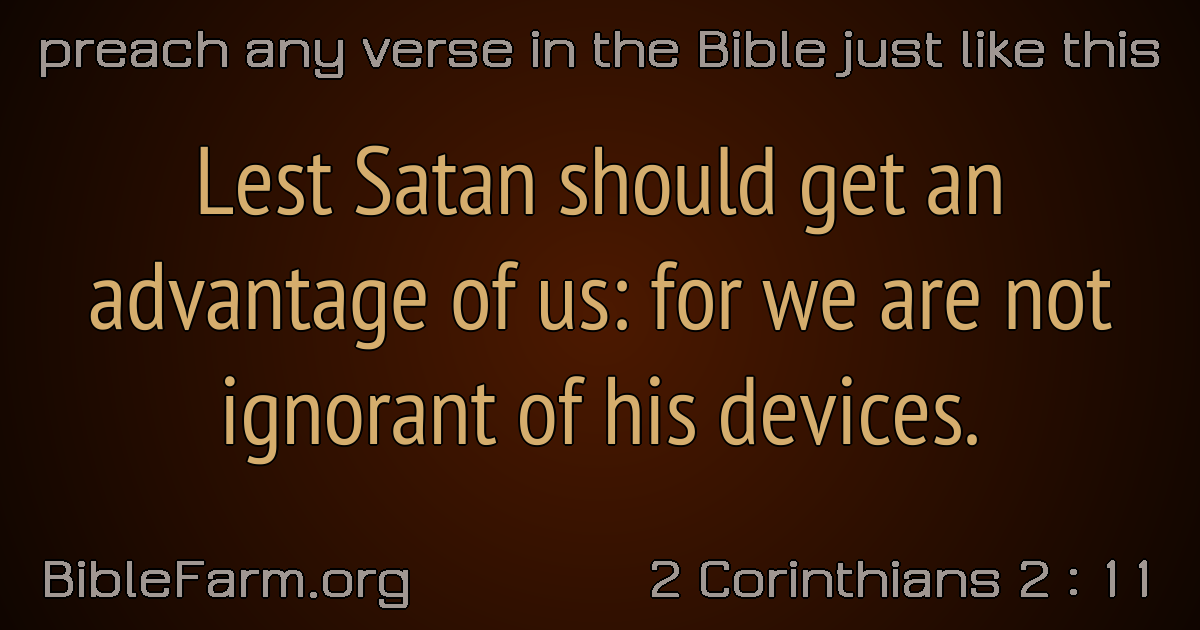 preach any verse in the Bible just like this
Lest Satan should get an
advantage of us: for we are not
ignorant of his devices.
BibleFarm.org
2 Corinthians 2 : 11